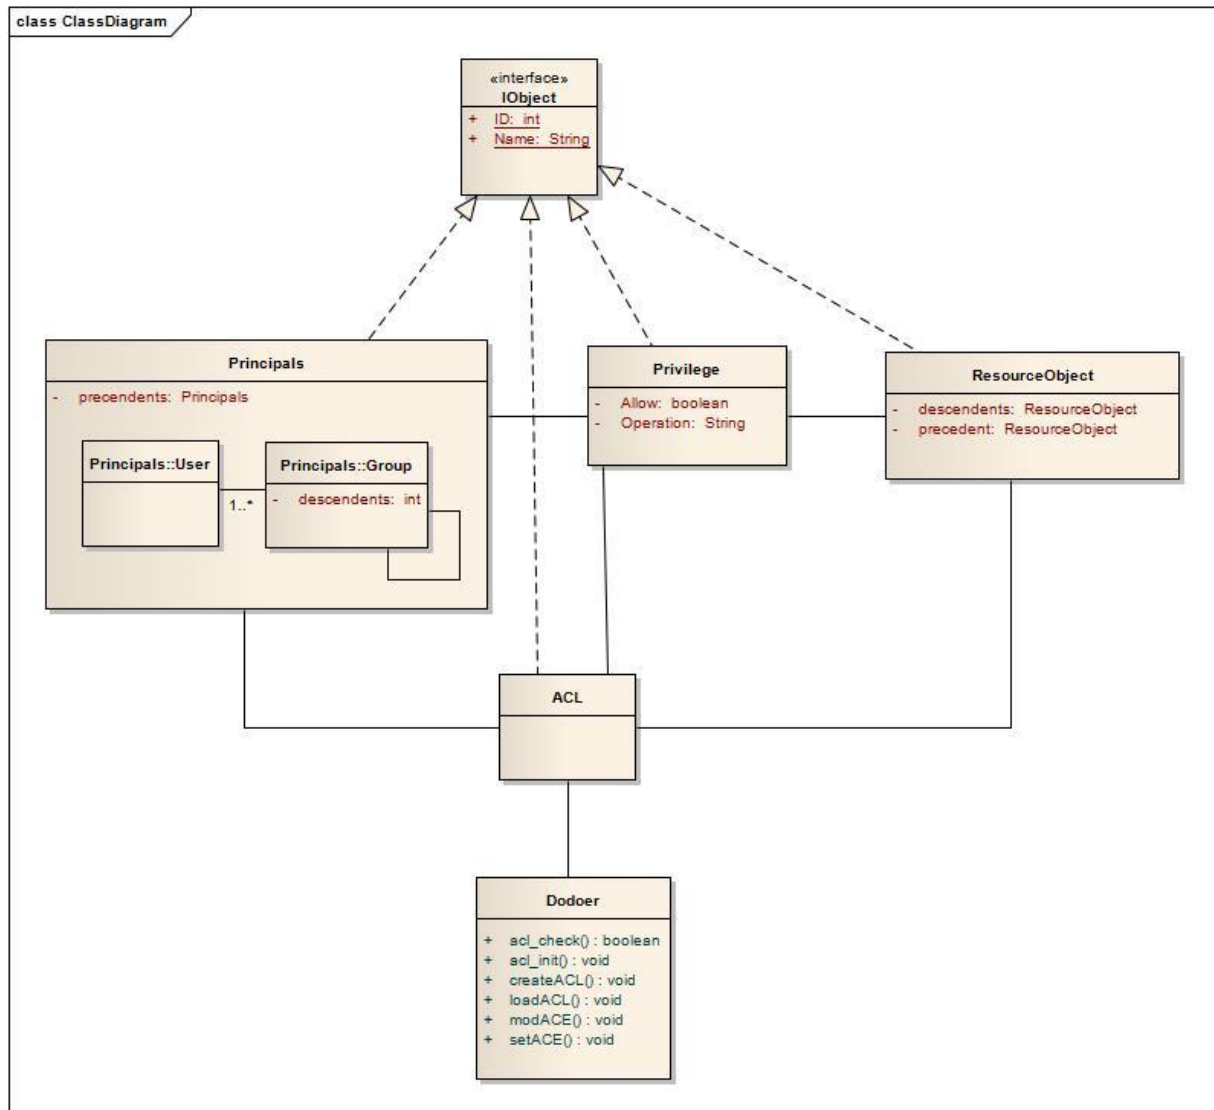 class ClassDiagram
«interface»
IObject
+ ID: int
+ Name: String
Principals
- precendents: Principals
Principals::User
Principals::Group
- descendents: int
1..*
Privilege
- Allow: boolean
- Operation: String
ResourceObject
- descendents: ResourceObject
- precedent: ResourceObject
ACL
Dodoer
+ acl_check() : boolean
+ acl_init() : void
+ createACL() : void
+ loadACL() : void
+ modACE() : void
+ setACE() : void